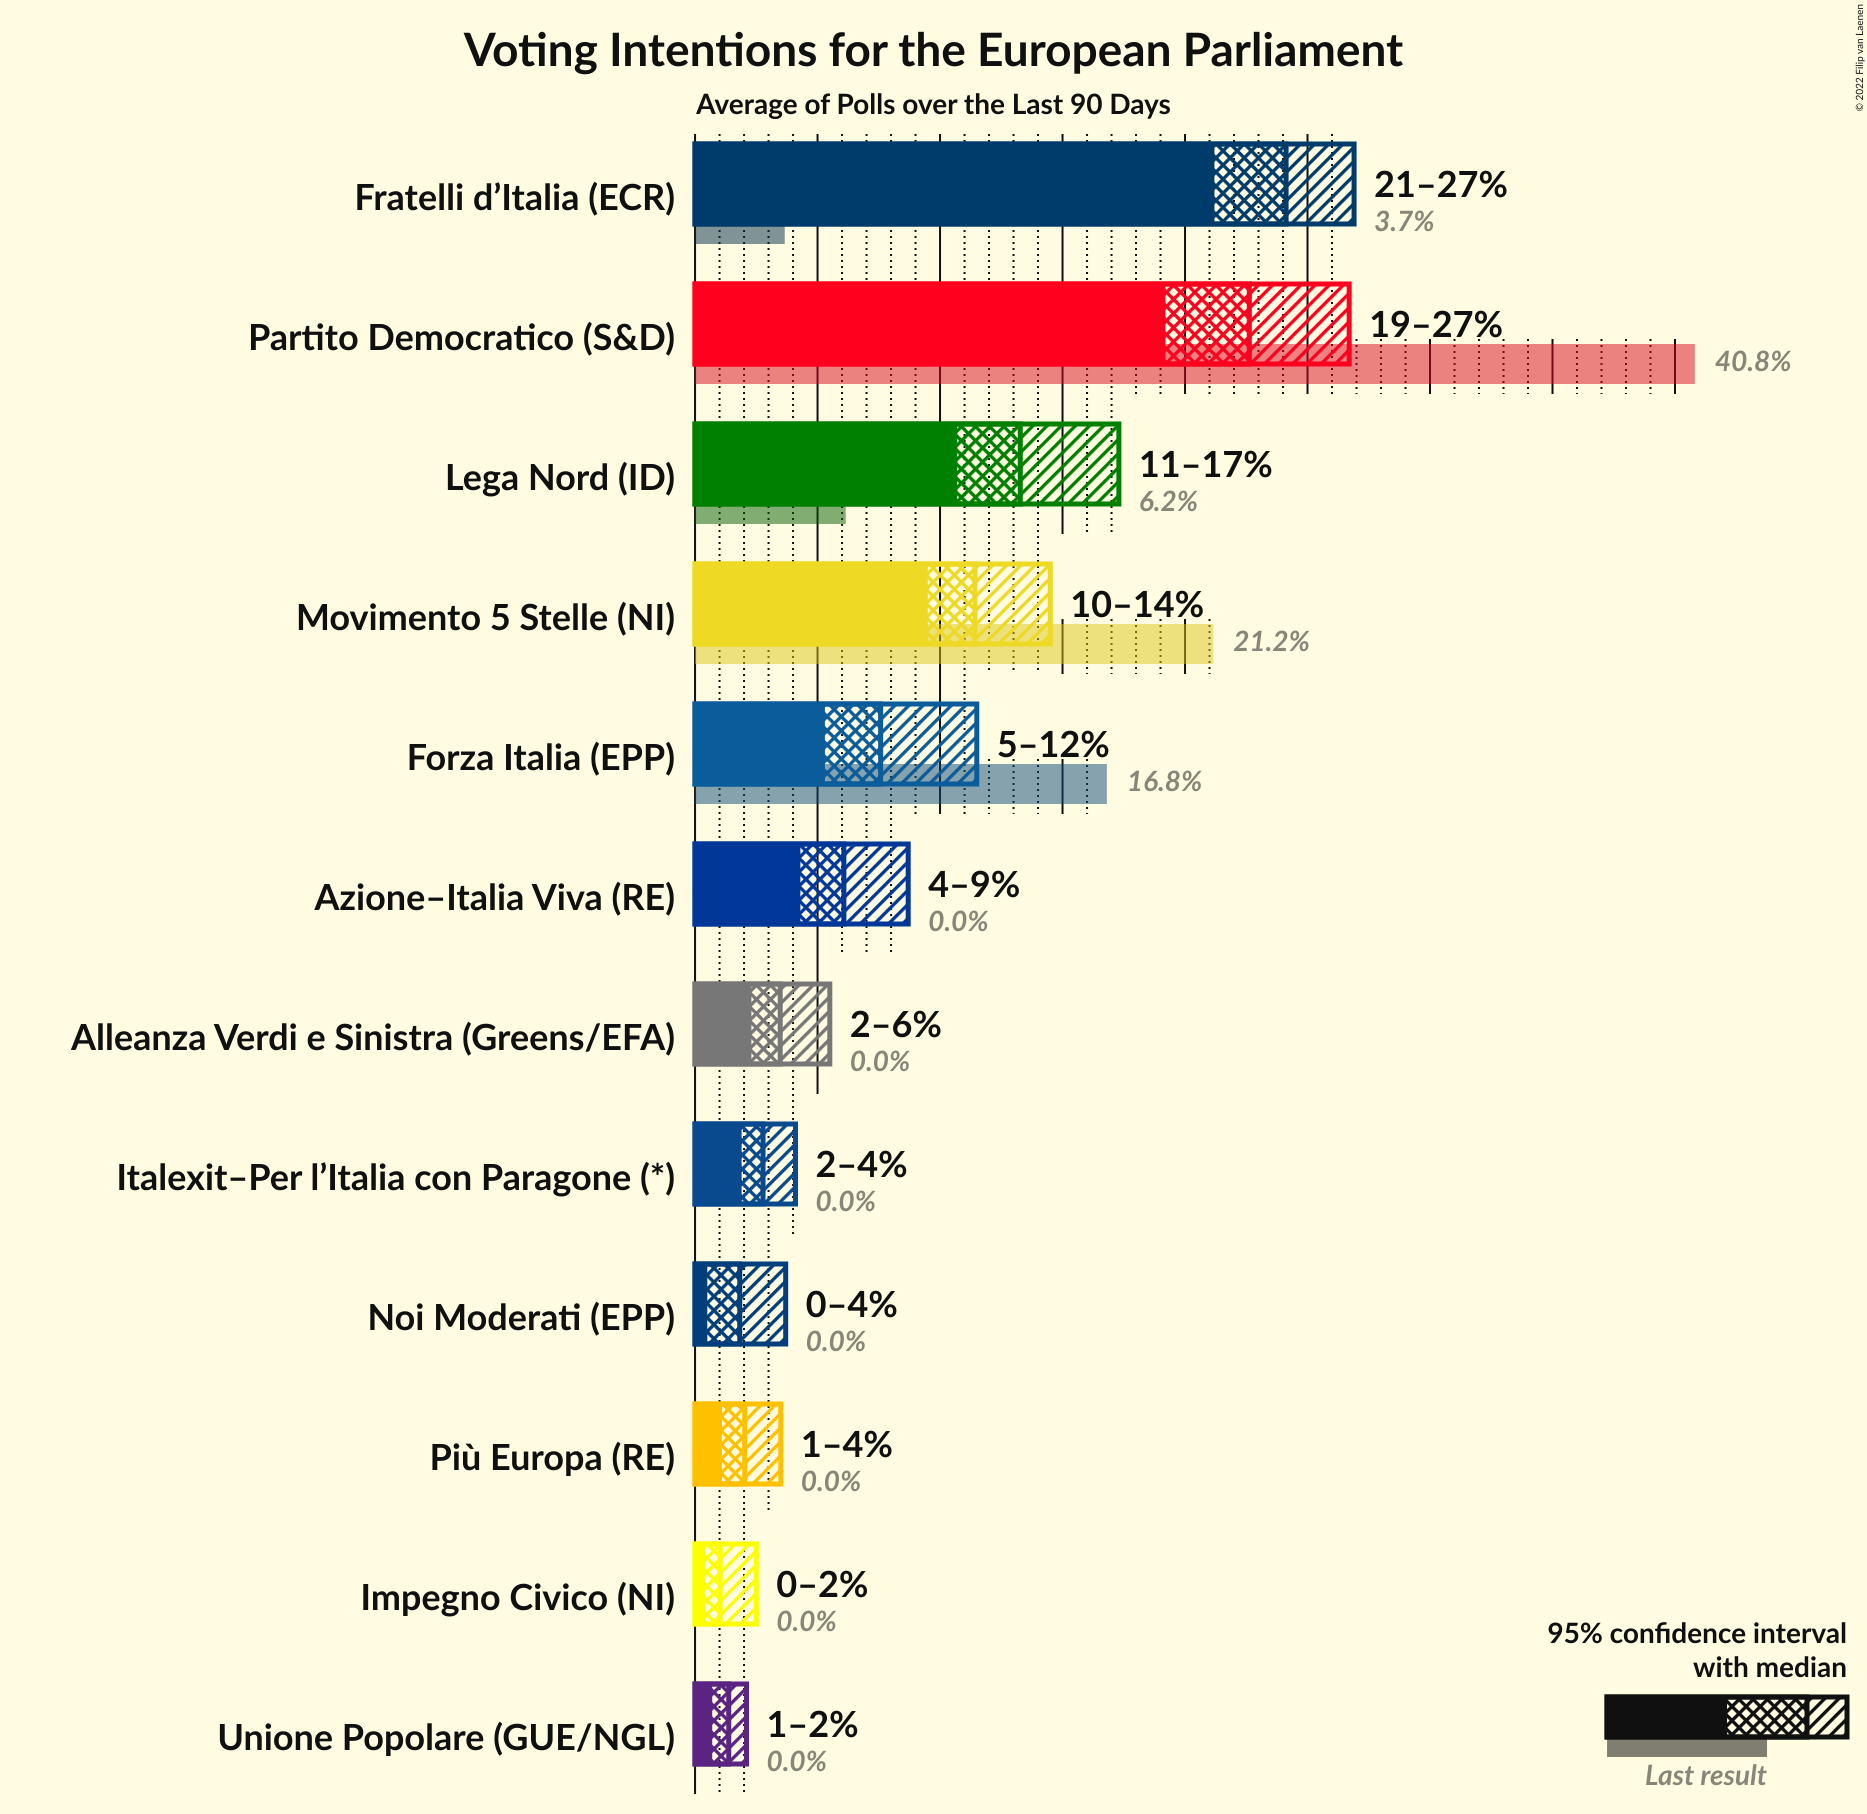 Voting Intentions for the European Parliament
Average of Polls over the Last 90 Days
© 2022 Filip van Laenen
Fratelli d’Italia (ECR)
21–27%
3.7%
Partito Democratico (S&D)
19–27%
40.8%
Lega Nord (ID)
11–17%
6.2%
Movimento 5 Stelle (NI)
10–14%
21.2%
Forza Italia (EPP)
5–12%
16.8%
Azione–Italia Viva (RE)
4–9%
0.0%
Alleanza Verdi e Sinistra (Greens/EFA)
2–6%
0.0%
Italexit–Per l’Italia con Paragone (*)
2–4%
0.0%
Noi Moderati (EPP)
0–4%
0.0%
Più Europa (RE)
1–4%
0.0%
Impegno Civico (NI)
0–2%
0.0%
Unione Popolare (GUE/NGL)
1–2%
0.0%
95% confidence interval
with median
Last result